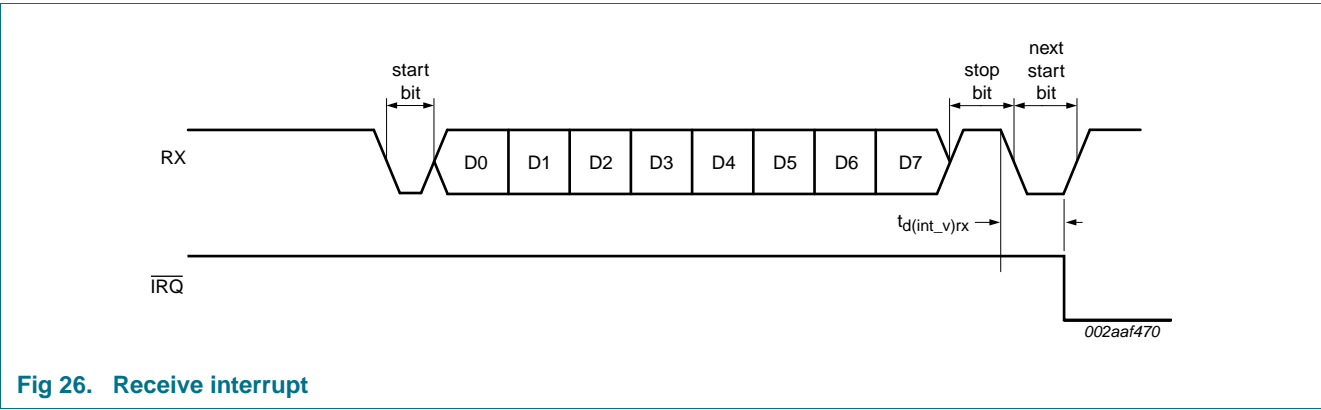 start
bit
stop
bit
next
start
bit
RX
D0 D1 D2 D3 D4 D5 D6 D7
td(int_v)rx
IRQ
002aaf470
Fig 26. Receive interrupt